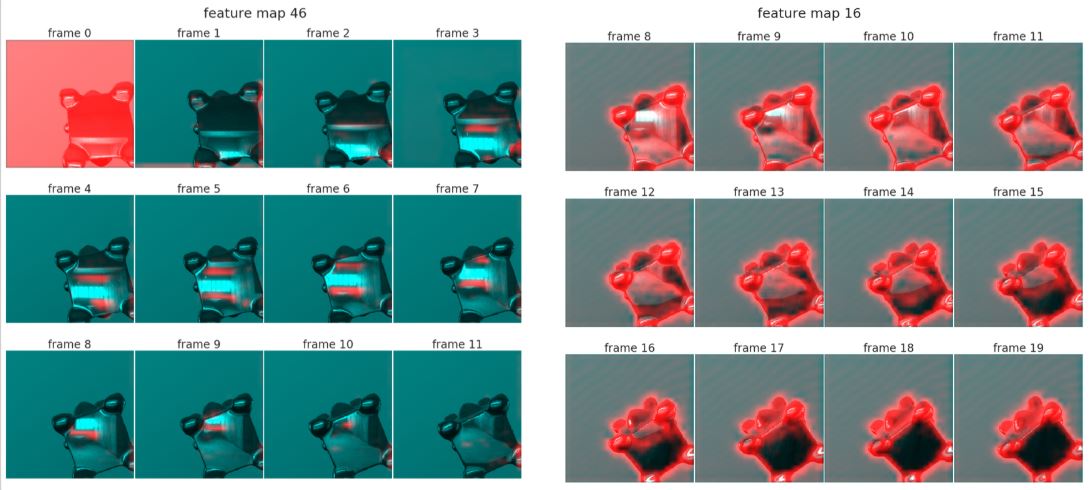 feature map 46
frame 0 frame 1 frame 2 frame 3
frame 4 frame 5 frame 6 frame 7
frame 8 frame 9 frame 10 frame 11
feature map 16
frame 8 frame 9 frame 10 frame 11
frame 12 frame 13 frame 14 frame 15
frame 16 frame 17 frame 18 frame 19